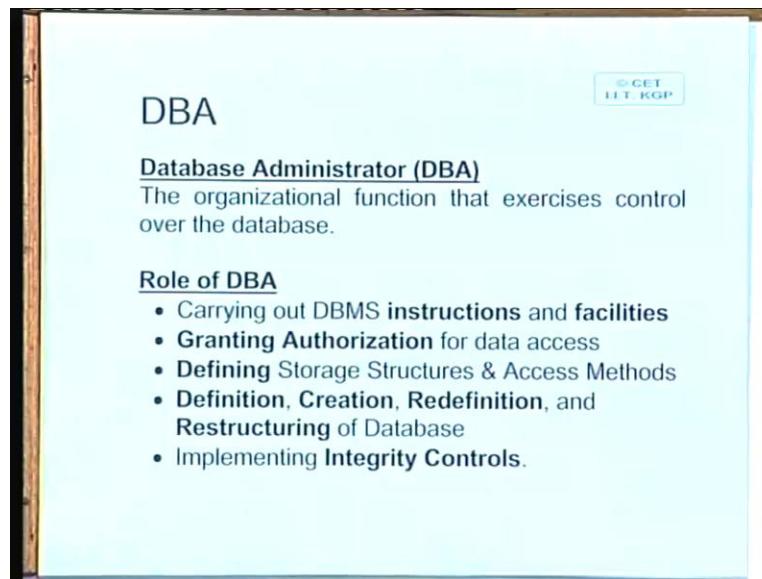 © CET
I.I.T. KGP
DBA
Database Administrator (DBA)
The organizational function that exercises control
over the database.
Role of DBA
• Carrying out DBMS instructions and facilities
• Granting Authorization for data access
• Defining Storage Structures & Access Methods
• Definition, Creation, Redefinition, and
Restructuring of Database
• Implementing Integrity Controls.